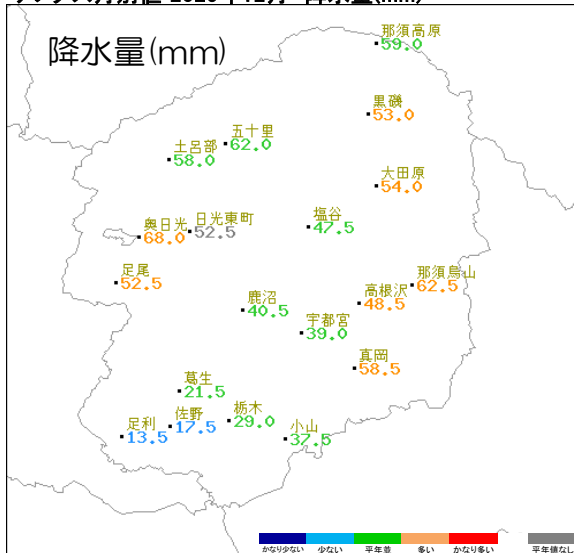 降水量(mm)
那須高原
59.0
黒磯
53.0
五十里
62.0
土呂部
58.0
大田原
54.0
塩谷
47.5
日光東町
52.5
奥日光
68.0
足尾
52.5
那須烏山
62.5
高根沢
48.5
鹿沼
40.5
宇都宮
39.0
真岡
58.5
葛生
21.5
佐野
17.5
栃木
29.0
足利
13.5
小山
37.5
かなり少ない 少ない 平年並 多い かなり多い 平年値なし